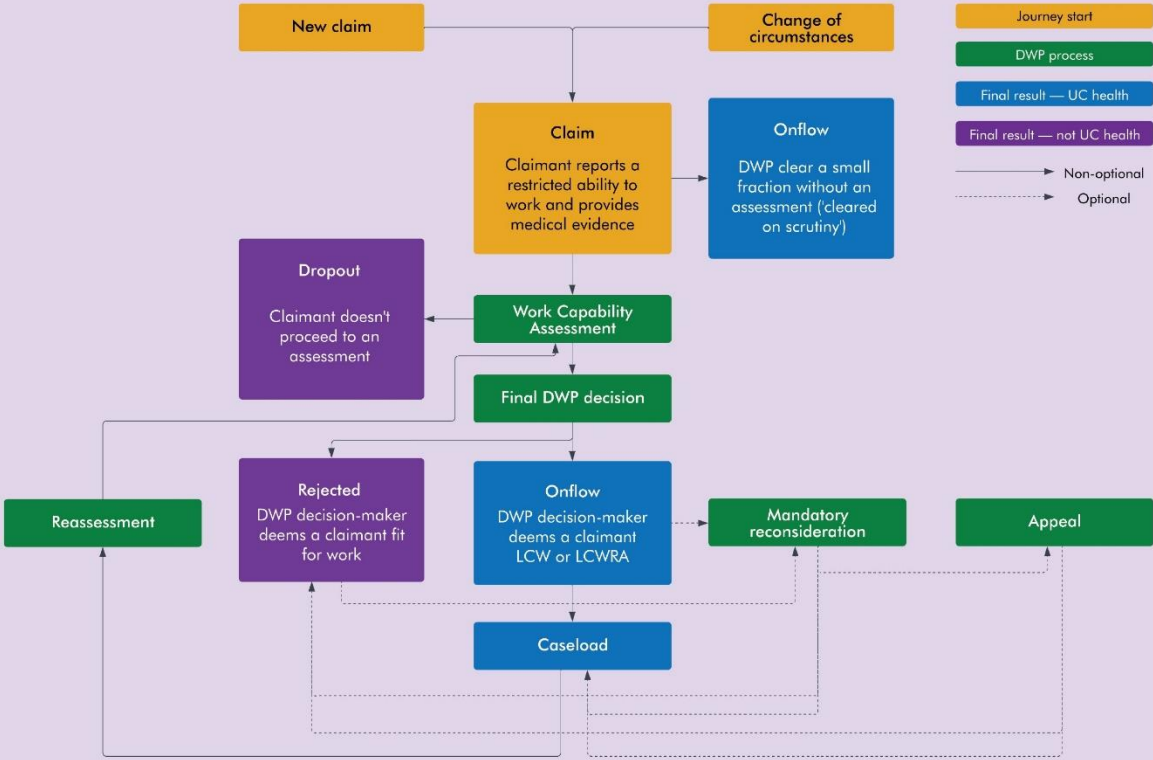 New claim
Change of
circumstances
Journey start
DWP process
Final result — UC health
Final result — not UC health
Non-optional
Optional
Claim
Claimant reports a
restricted ability to
work and provides
medical evidence
Onflow
DWP clear a small
fraction without an
assessment ('cleared
on scrutiny')
Dropout
Claimant doesn't
proceed to an
assessment
Work Capability
Assessment
Final DWP decision
Reassessment
Rejected
DWP decision-maker
deems a claimant fit
for work
Onflow
DWP decision-maker
deems a claimant
LCW or LCWRA
Mandatory
reconsideration
Appeal
Caseload